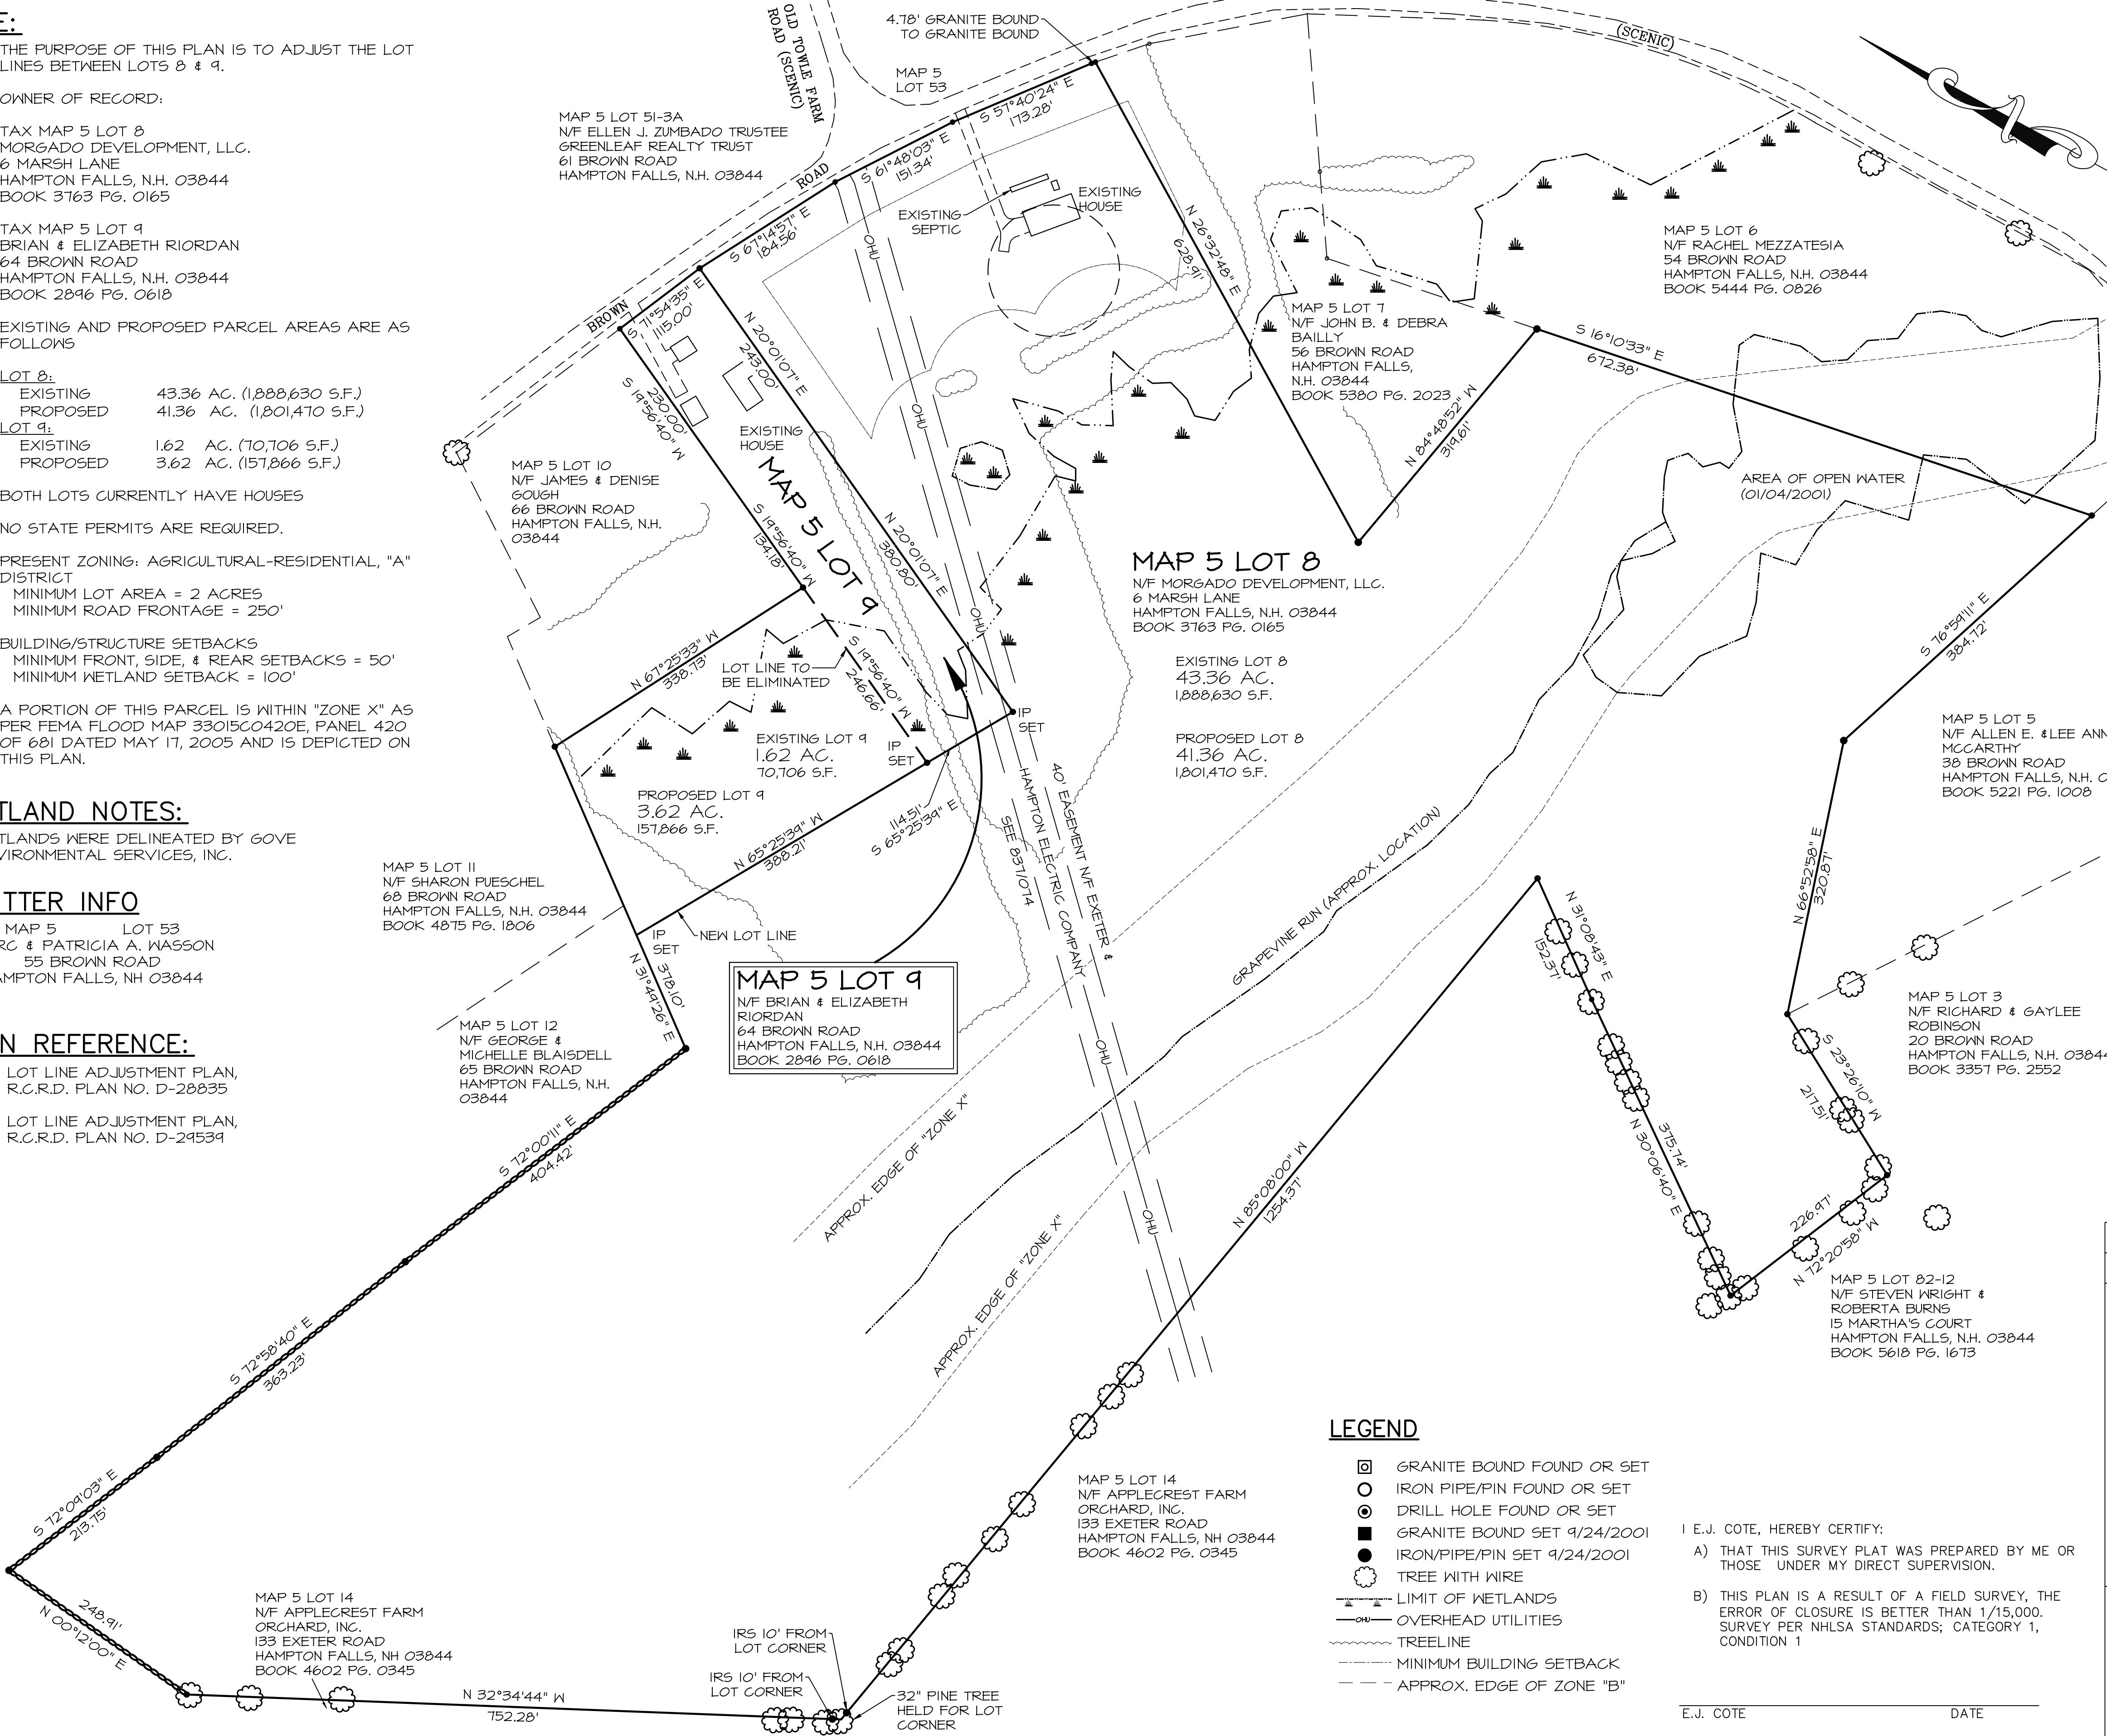 E:
THE PURPOSE OF THIS PLAN IS TO ADJUST THE LOT
LINES BETWEEN LOTS 8 & 9.
OWNER OF RECORD:
TAX MAP 5 LOT 8
MORGADO DEVELOPMENT, LLC.
6 MARSH LANE
HAMPTON FALLS, N.H. 03844
BOOK 3763 PG. 0165
TAX MAP 5 LOT 9
BRIAN & ELIZABETH RIORDAN
64 BROWN ROAD
HAMPTON FALLS, N.H. 03844
BOOK 2896 PG. 0618
EXISTING AND PROPOSED PARCEL AREAS ARE AS
FOLLOWS
LOT 8:
EXISTING 43.36 AC. (1,888,630 S.F.)
PROPOSED 41.36 AC. (1,801,470 S.F.)
LOT 9:
EXISTING 1.62 AC. (70,706 S.F.)
PROPOSED 3.62 AC. (157,866 S.F.)
BOTH LOTS CURRENTLY HAVE HOUSES
NO STATE PERMITS ARE REQUIRED.
PRESENT ZONING: AGRICULTURAL-RESIDENTIAL, "A"
DISTRICT
MINIMUM LOT AREA = 2 ACRES
MINIMUM ROAD FRONTAGE = 250'
BUILDING/STRUCTURE SETBACKS
MINIMUM FRONT, SIDE, & REAR SETBACKS = 50'
MINIMUM WETLAND SETBACK = 100'
A PORTION OF THIS PARCEL IS WITHIN "ZONE X" AS
PER FEMA FLOOD MAP 33015C0420E, PANEL 420
OF 681 DATED MAY 17, 2005 AND IS DEPICTED ON
THIS PLAN.
TLAND NOTES:
TLANDS WERE DELINEATED BY GOVE
VIRONMENTAL SERVICES, INC.
TTER INFO
MAP 5 LOT 53
RC & PATRICIA A. WASSON
55 BROWN ROAD
AMPTON FALLS, NH 03844
N REFERENCE:
LOT LINE ADJUSTMENT PLAN,
R.C.R.D. PLAN NO. D-28835
LOT LINE ADJUSTMENT PLAN,
R.C.R.D. PLAN NO. D-29539
OLD TOWLE FARM
ROAD (SCENIC)
4.78' GRANITE BOUND
TO GRANITE BOUND
MAP 5
LOT 53
(SCENIC)
MAP 5 LOT 51-3A
N/F ELLEN J. ZUMBADO TRUSTEE
GREENLEAF REALTY TRUST
61 BROWN ROAD
HAMPTON FALLS, N.H. 03844
BROWN
ROAD
S 57°40'24" E
173.28'
S 61°48'03" E
151.34'
S 67°14'57" E
184.56'
S 71°54'35" E
115.00'
EXISTING
SEPTIC
EXISTING
HOUSE
N 26°32'48" E
628.91'
N 20°01'07" E
243.00'
230.00'
S 19°56'40" W
EXISTING
HOUSE
MAP 5 LOT 9
S 19°56'40" W
134.18'
N 20°01'07" E
380.80'
OHU
OHU
OHU
OHU
OHU
MAP 5 LOT 10
N/F JAMES & DENISE
GOUGH
66 BROWN ROAD
HAMPTON FALLS, N.H.
03844
MAP 5 LOT 7
N/F JOHN B. & DEBRA
BAILLY
56 BROWN ROAD
HAMPTON FALLS,
N.H. 03844
BOOK 5380 PG. 2023
MAP 5 LOT 6
N/F RACHEL MEZZATESIA
54 BROWN ROAD
HAMPTON FALLS, N.H. 03844
BOOK 5444 PG. 0826
S 16°10'33" E
672.38'
N 84°48'52" W
319.61'
AREA OF OPEN WATER
(01/04/2001)
MAP 5 LOT 8
N/F MORGADO DEVELOPMENT, LLC.
6 MARSH LANE
HAMPTON FALLS, N.H. 03844
BOOK 3763 PG. 0165
EXISTING LOT 8
43.36 AC.
1,888,630 S.F.
PROPOSED LOT 8
41.36 AC.
1,801,470 S.F.
N 67°25'33" W
338.73'
LOT LINE TO
BE ELIMINATED
S 19°56'40" W
246.66'
IP
SET
IP
SET
EXISTING LOT 9
1.62 AC.
70,706 S.F.
PROPOSED LOT 9
3.62 AC.
157,866 S.F.
N 65°25'39" W
388.21'
114.51'
S 65°25'39" E
40' EASEMENT N/F EXETER &
HAMPTON ELECTRIC COMPANY
SEE 837/074
S 76°59'11" E
384.72'
MAP 5 LOT 5
N/F ALLEN E. &LEE ANN
MCCARTHY
38 BROWN ROAD
HAMPTON FALLS, N.H. 0
BOOK 5221 PG. 1008
N 66°52'58" E
320.87'
GRAPEVINE RUN (APPROX. LOCATION)
MAP 5 LOT 11
N/F SHARON PUESCHEL
68 BROWN ROAD
HAMPTON FALLS, N.H. 03844
BOOK 4875 PG. 1806
IP
SET
NEW LOT LINE
378.10'
N 31°49'26" E
MAP 5 LOT 9
N/F BRIAN & ELIZABETH
RIORDAN
64 BROWN ROAD
HAMPTON FALLS, N.H. 03844
BOOK 2896 PG. 0618
MAP 5 LOT 12
N/F GEORGE &
MICHELLE BLAISDELL
65 BROWN ROAD
HAMPTON FALLS, N.H.
03844
N 31°08'43" E
152.37'
MAP 5 LOT 3
N/F RICHARD & GAYLEE
ROBINSON
20 BROWN ROAD
HAMPTON FALLS, N.H. 03844
BOOK 3357 PG. 2552
S 23°26'10" W
217.51'
375.74'
N 30°06'40" E
226.97'
N 72°20'58" W
MAP 5 LOT 82-12
N/F STEVEN WRIGHT &
ROBERTA BURNS
15 MARTHA'S COURT
HAMPTON FALLS, N.H. 03844
BOOK 5618 PG. 1673
APPROX. EDGE OF "ZONE X"
APPROX. EDGE OF "ZONE X"
N 85°08'00" W
1254.37'
S 72°00'11" E
404.42'
S 72°58'40" E
363.23'
S 72°09'03" E
213.75'
248.91'
N 00°12'00" E
MAP 5 LOT 14
N/F APPLECREST FARM
ORCHARD, INC.
133 EXETER ROAD
HAMPTON FALLS, NH 03844
BOOK 4602 PG. 0345
N 32°34'44" W
752.28'
IRS 10' FROM
LOT CORNER
IRS 10' FROM
LOT CORNER
32" PINE TREE
HELD FOR LOT
CORNER
MAP 5 LOT 14
N/F APPLECREST FARM
ORCHARD, INC.
133 EXETER ROAD
HAMPTON FALLS, NH 03844
BOOK 4602 PG. 0345
LEGEND
GRANITE BOUND FOUND OR SET
IRON PIPE/PIN FOUND OR SET
DRILL HOLE FOUND OR SET
GRANITE BOUND SET 9/24/2001
IRON/PIPE/PIN SET 9/24/2001
TREE WITH WIRE
LIMIT OF WETLANDS
OHU OVERHEAD UTILITIES
TREELINE
MINIMUM BUILDING SETBACK
APPROX. EDGE OF ZONE "B"
I E.J. COTE, HEREBY CERTIFY:
A) THAT THIS SURVEY PLAT WAS PREPARED BY ME OR
THOSE UNDER MY DIRECT SUPERVISION.
B) THIS PLAN IS A RESULT OF A FIELD SURVEY, THE
ERROR OF CLOSURE IS BETTER THAN 1/15,000.
SURVEY PER NHLSA STANDARDS; CATEGORY 1,
CONDITION 1
E.J. COTE DATE